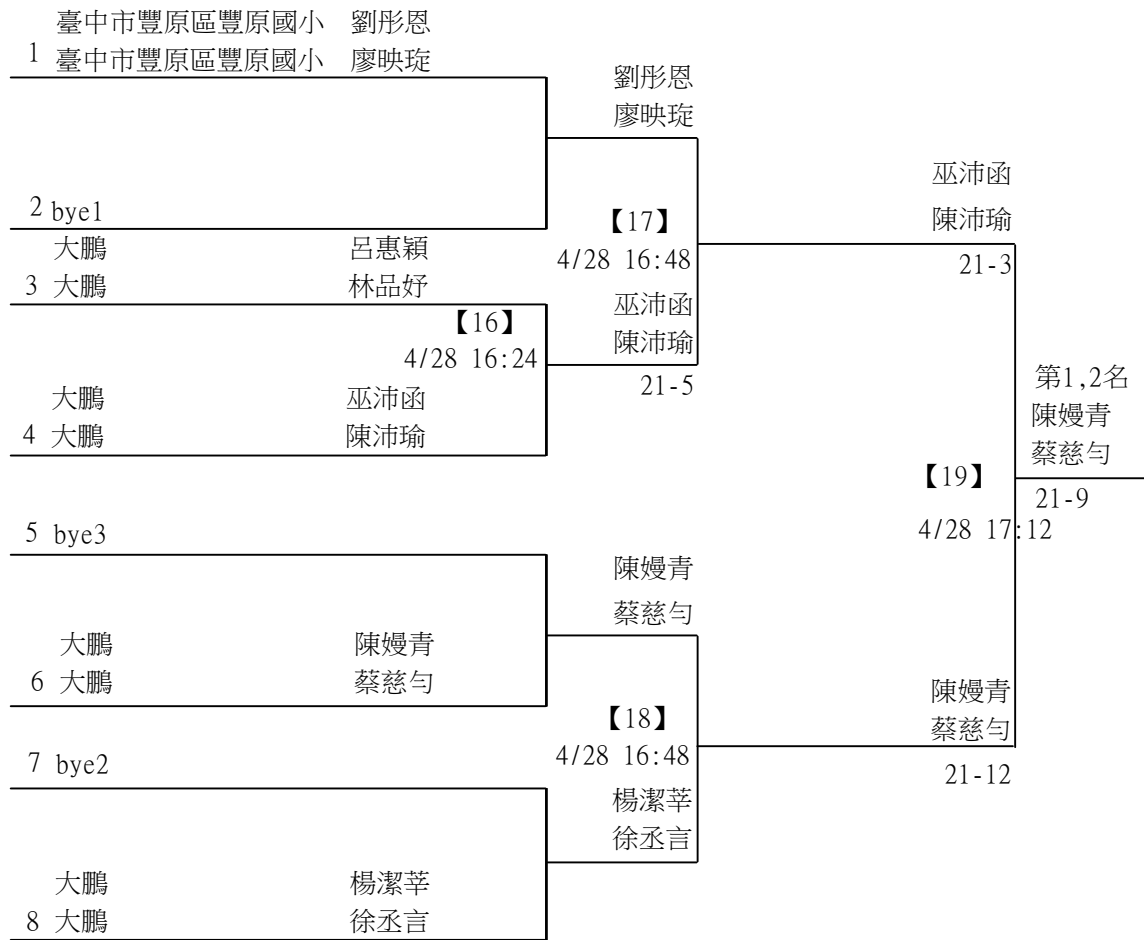 臺中市豐原區豐原國小 劉彤恩
1 臺中市豐原區豐原國小 廖映琁
劉彤恩
廖映琁
2 bye1
【17】
4/28 16:48
巫沛函
陳沛瑜
21-3
大鵬 呂惠穎
3 大鵬 林品妤
【16】
4/28 16:24
巫沛函
陳沛瑜
21-5
大鵬 巫沛函
4 大鵬 陳沛瑜
第1,2名
陳嫚青
蔡慈勻
21-9
【19】
4/28 17:12
5 bye3
陳嫚青
蔡慈勻
大鵬 陳嫚青
6 大鵬 蔡慈勻
【18】
4/28 16:48
陳嫚青
蔡慈勻
21-12
7 bye2
楊潔莘
徐丞言
大鵬 楊潔莘
8 大鵬 徐丞言